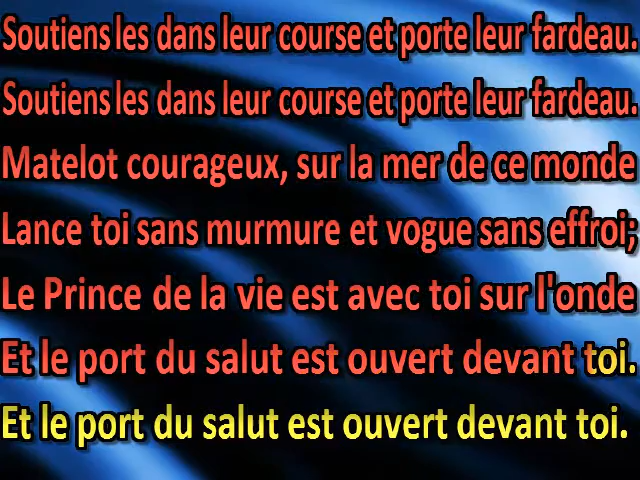 Soutiens les dans leur course et porte leur fardeau.
Soutiens les dans leur course et porte leur fardeau.
Matelot courageux, sur la mer de ce monde
Lance toi sans murmure et vogue sans effroi;
Le Prince de la vie est avec toi sur l'onde
Et le port du salut est ouvert devant toi.
Et le port du salut est ouvert devant toi.